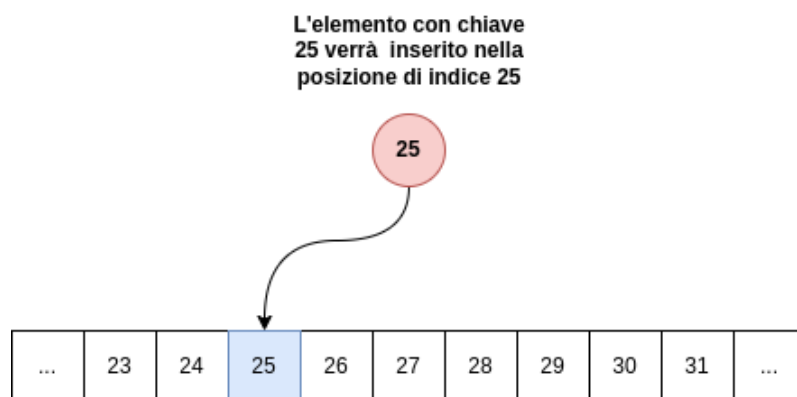 L'elemento con chiave
25 verrà inserito nella
posizione di indice 25
25
... 23 24 25 26 27 28 29 30 31 ...